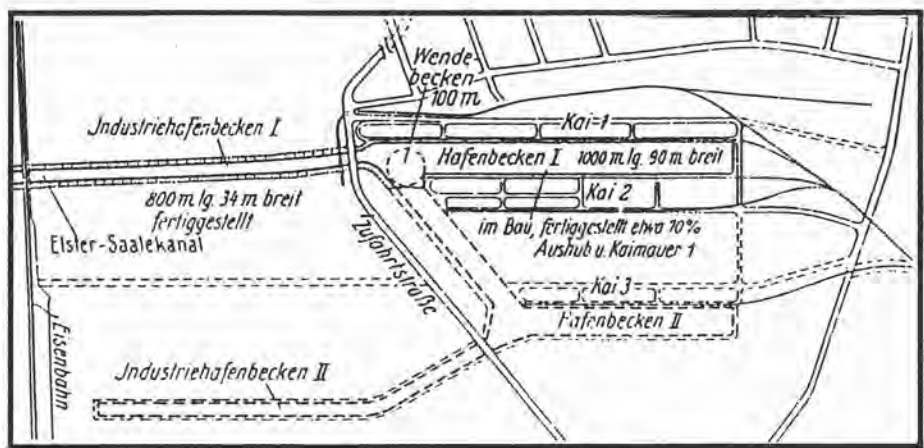 Wende-
becken
100 m
Industriehafenbecken I
Kai 1
Hafenbecken I 1000 m lg. 90 m breit
800 m lg. 34 m breit
fertiggestellt
Kai 2
Elster-Saalekanal
im Bau, fertiggestellt etwa 70%
Aushub u. Kaimauer 1
Zufahrtstraße
Kai 3
Hafenbecken II
Eisenbahn
Industriehafenbecken II